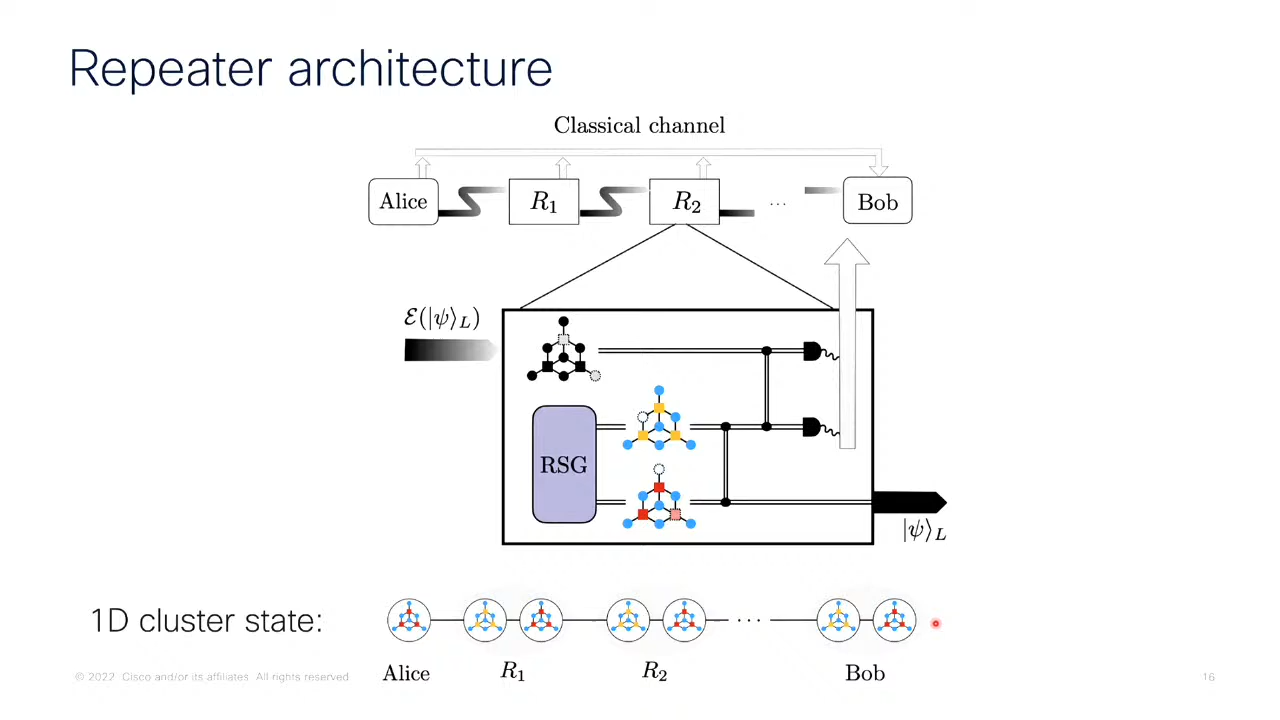 Repeater architecture
Classical channel
Alice R₁ R₂ ... Bob
ℰ(|ψ⟩_L)
RSG
|ψ⟩_L
1D cluster state:
...
Alice R₁ R₂ Bob
© 2022 Cisco and/or its affiliates. All rights reserved 16